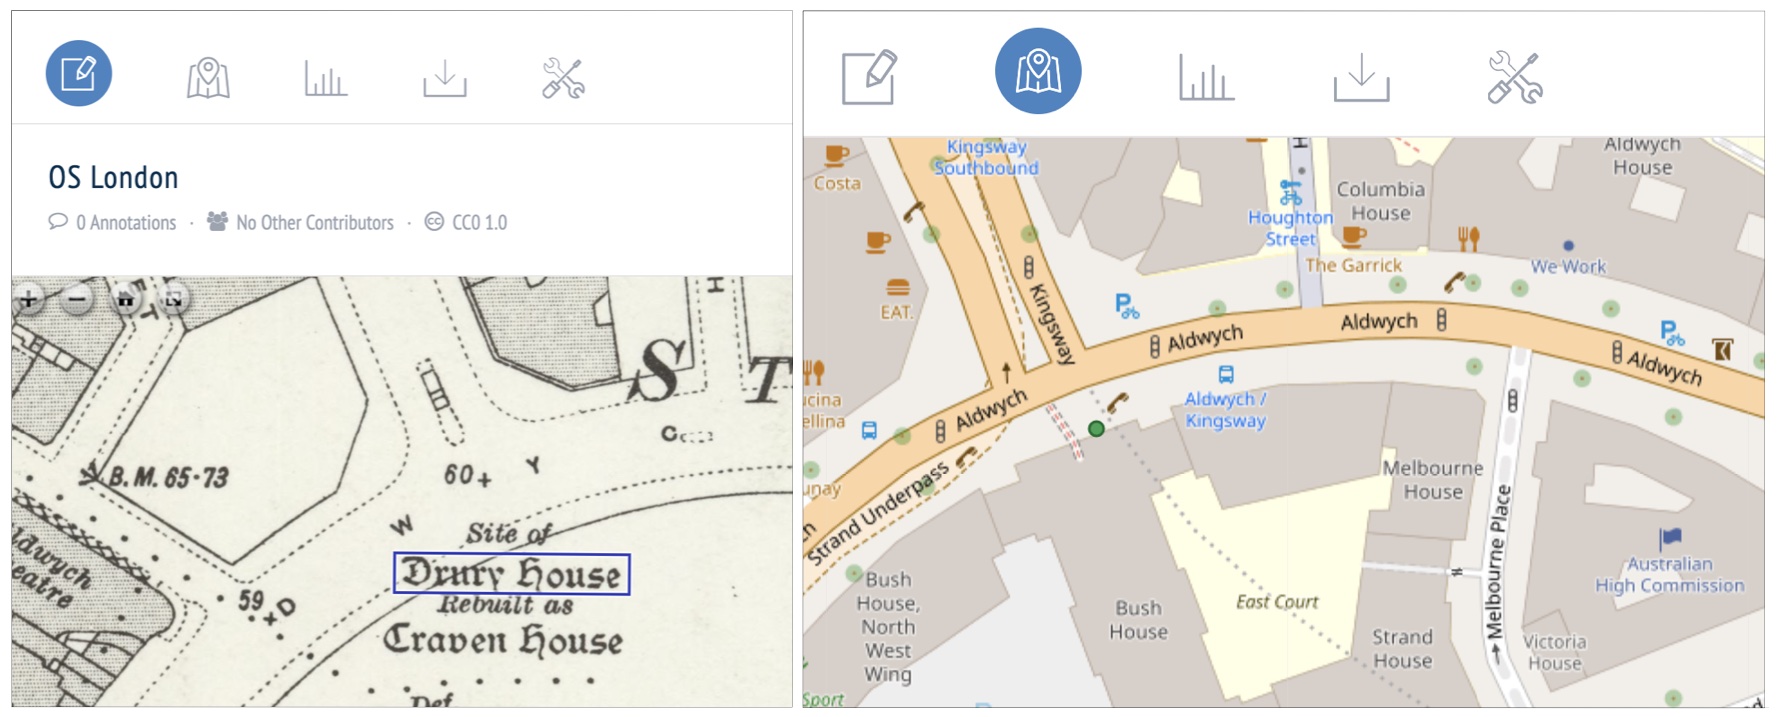 OS London
0 Annotations · No Other Contributors · CC0 1.0
E
T
H
S T
C
B. M. 65·73
60+
Y
W
Site of
Drury House
Rebuilt as
Craven House
59
D
ldwych
eatre
Def
Kingsway
Southbound
Costa
EAT.
ucina
ellina
unay
Kingsway
H
Houghton
Street
Columbia
House
The Garrick
Aldwych
House
We Work
Aldwych
Aldwych
Aldwych
Aldwych
Aldwych /
Kingsway
Strand Underpass
Melbourne
House
Melbourne Place
Australian
High Commission
Bush
House,
North
West
Wing
Bush
House
East Court
Strand
House
Victoria
House
Sport